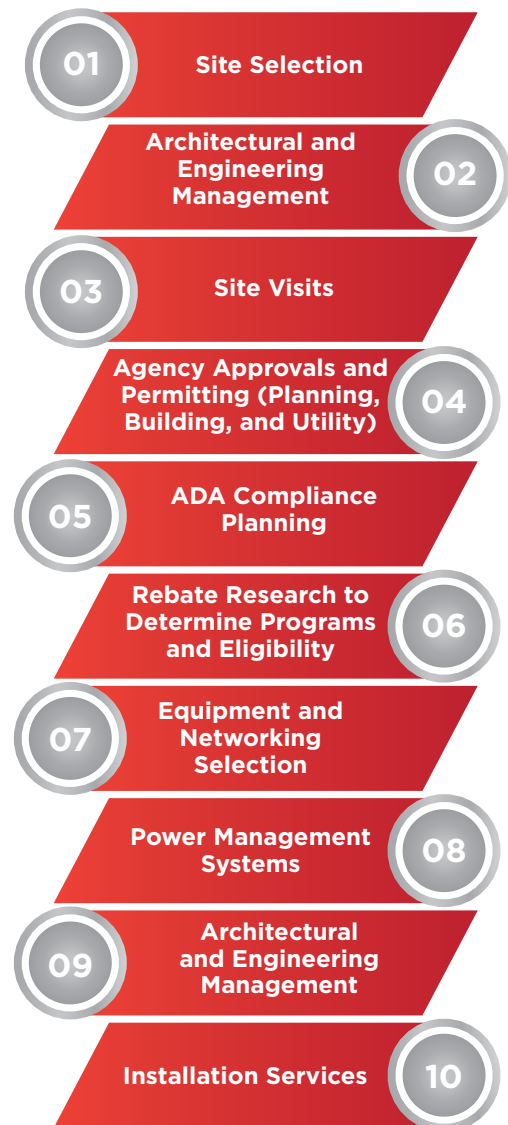 01
Site Selection
Architectural and
Engineering
Management
02
03
Site Visits
Agency Approvals and
Permitting (Planning,
Building, and Utility)
04
05
ADA Compliance
Planning
Rebate Research to
Determine Programs
and Eligibility
06
07
Equipment and
Networking
Selection
Power Management
Systems
08
09
Architectural
and Engineering
Management
Installation Services
10